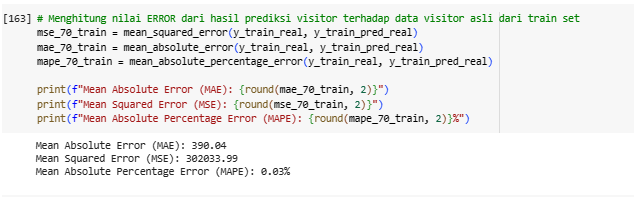 [163] # Menghitung nilai ERROR dari hasil prediksi visitor terhadap data visitor asli dari train set
mse_70_train = mean_squared_error(y_train_real, y_train_pred_real)
mae_70_train = mean_absolute_error(y_train_real, y_train_pred_real)
mape_70_train = mean_absolute_percentage_error(y_train_real, y_train_pred_real)
print(f"Mean Absolute Error (MAE): {round(mae_70_train, 2)}")
print(f"Mean Squared Error (MSE): {round(mse_70_train, 2)}")
print(f"Mean Absolute Percentage Error (MAPE): {round(mape_70_train, 2)}%")
Mean Absolute Error (MAE): 390.04
Mean Squared Error (MSE): 302033.99
Mean Absolute Percentage Error (MAPE): 0.03%